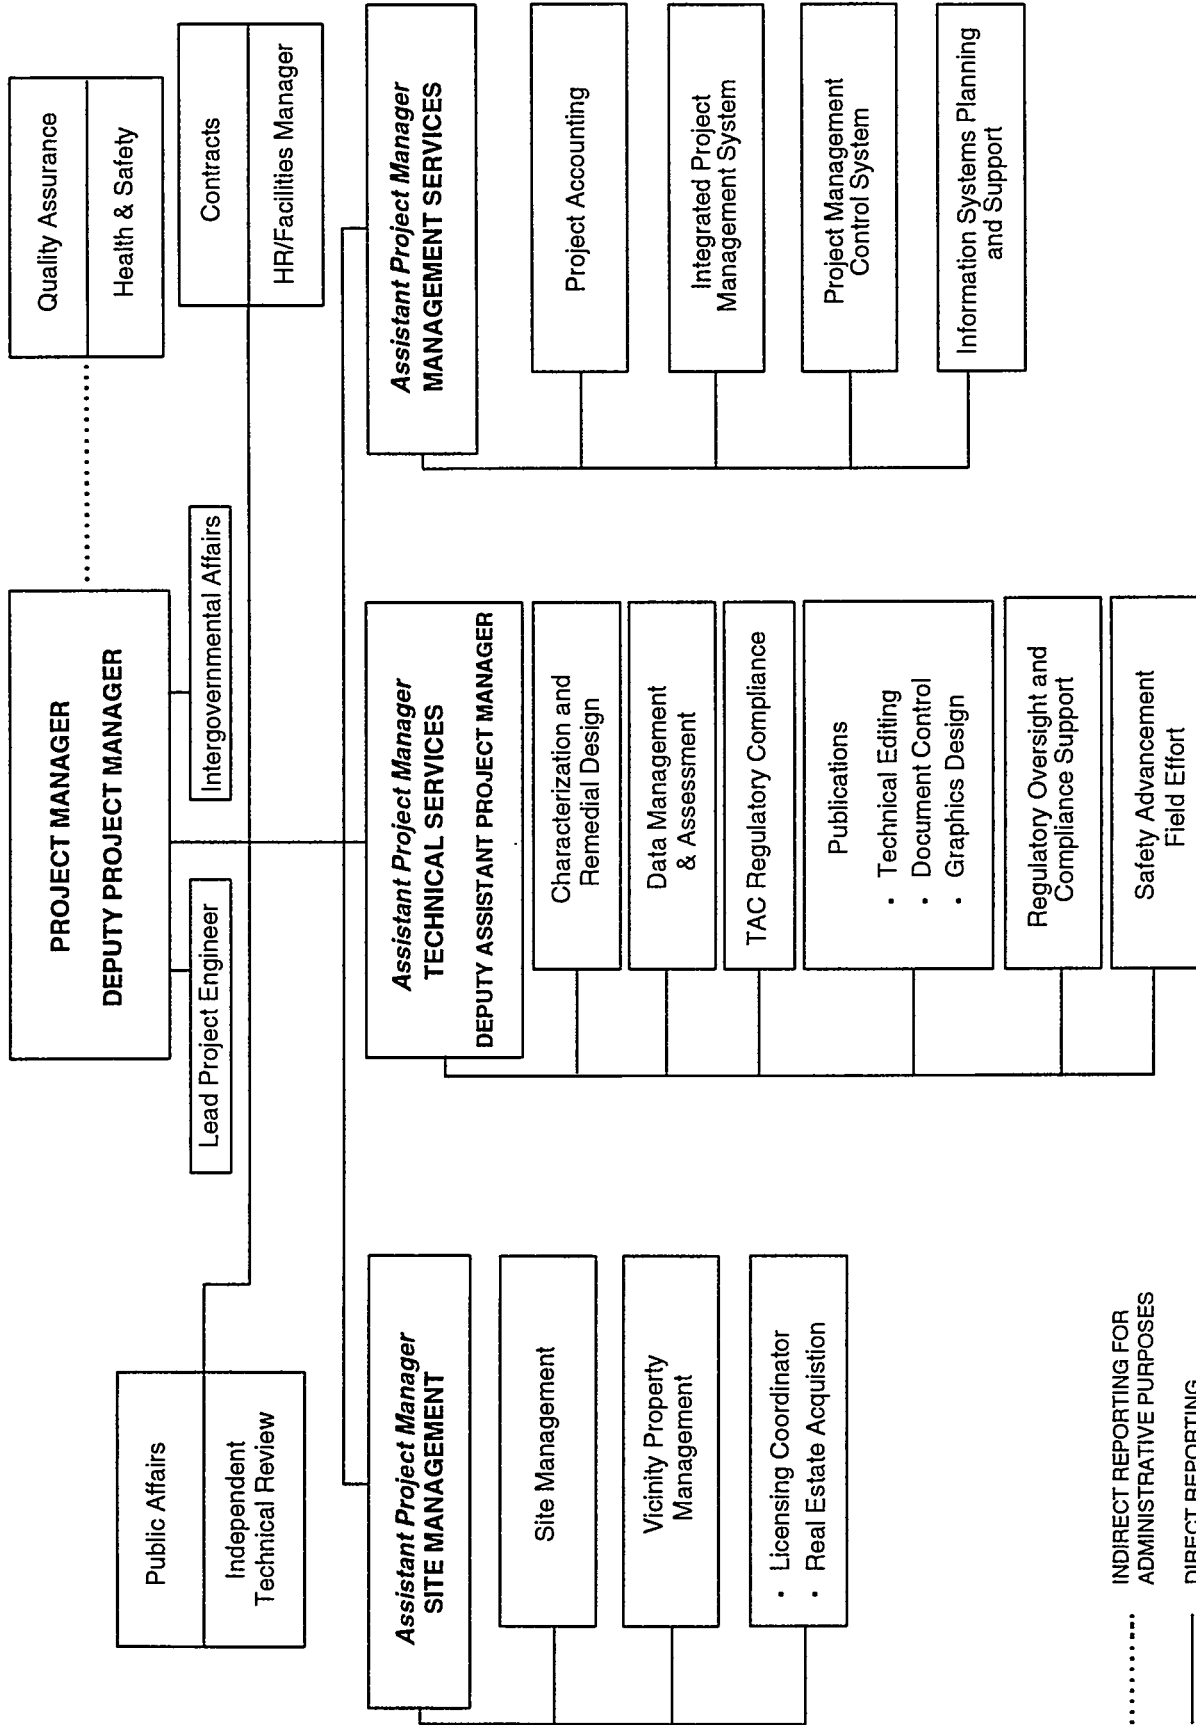 PROJECT MANAGER
DEPUTY PROJECT MANAGER
Quality Assurance
Health & Safety
Public Affairs
Independent
Technical Review
Lead Project Engineer
Intergovernmental Affairs
Contracts
HR/Facilities Manager
Assistant Project Manager
SITE MANAGEMENT
Site Management
Vicinity Property
Management
• Licensing Coordinator
• Real Estate Acquistion
Assistant Project Manager
TECHNICAL SERVICES
DEPUTY ASSISTANT PROJECT MANAGER
Characterization and
Remedial Design
Data Management
& Assessment
TAC Regulatory Compliance
Publications
• Technical Editing
• Document Control
• Graphics Design
Regulatory Oversight and
Compliance Support
Safety Advancement
Field Effort
Assistant Project Manager
MANAGEMENT SERVICES
Project Accounting
Integrated Project
Management System
Project Management
Control System
Information Systems Planning
and Support
INDIRECT REPORTING FOR
ADMINISTRATIVE PURPOSES
DIRECT REPORTING